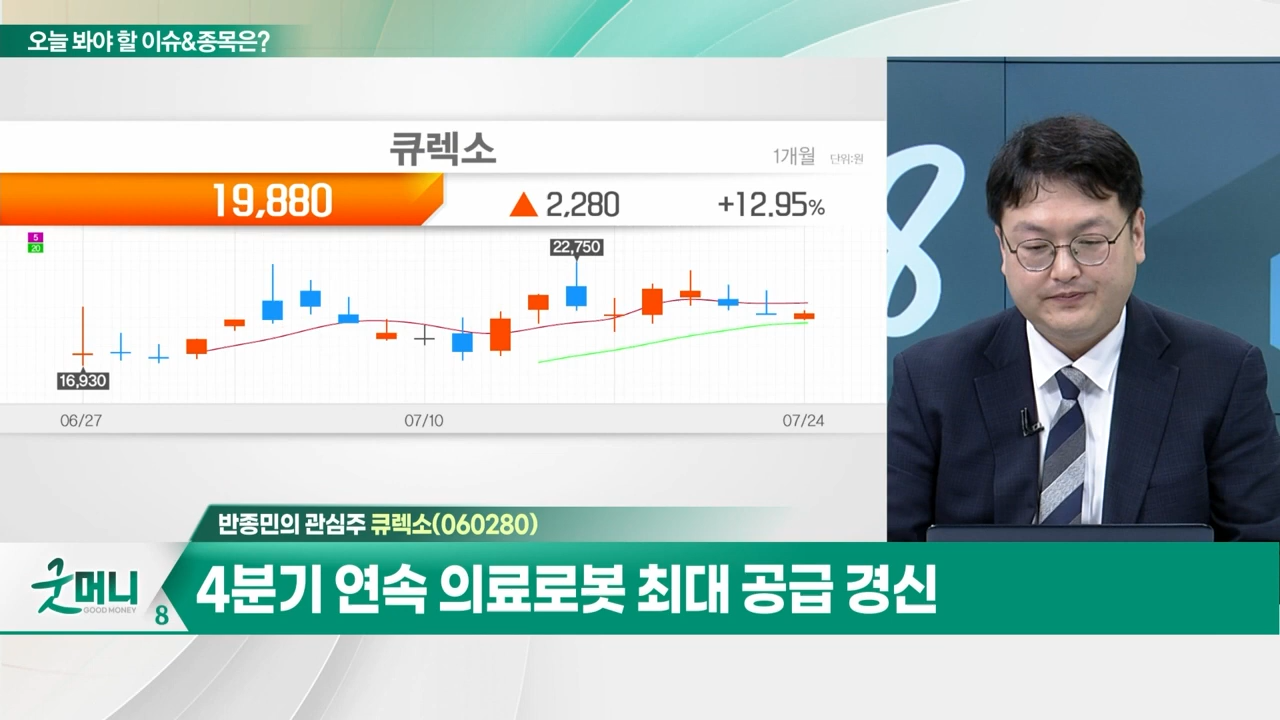 오늘 봐야 할 이슈&종목은?
큐렉소
1개월 단위:원
19,880 ▲ 2,280 +12.95%
5
20
22,750
16,930
06/27 07/10 07/24
8
반종민의 관심주 큐렉소(060280)
4분기 연속 의료로봇 최대 공급 경신
굿머니
GOOD MONEY
8